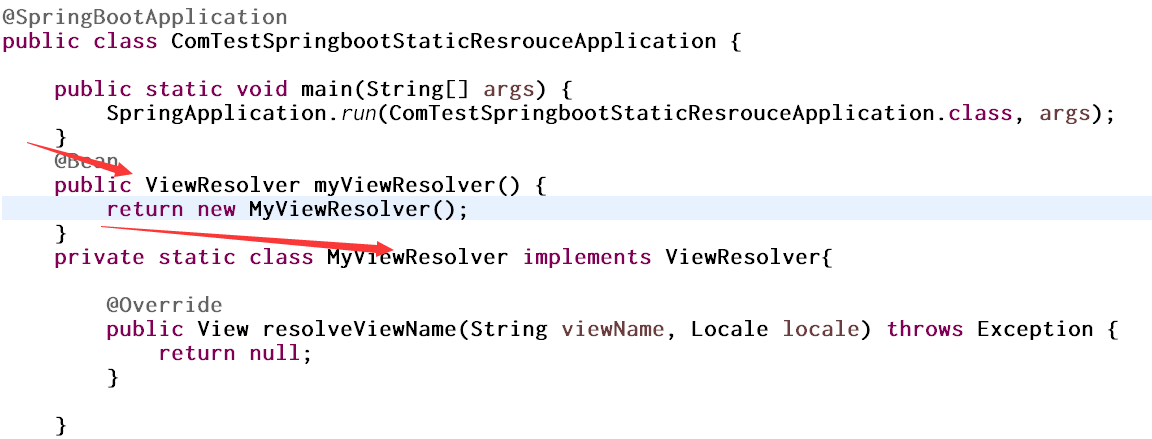 @SpringBootApplication
public class ComTestSpringbootStaticResrouceApplication {
public static void main(String[] args) {
SpringApplication.run(ComTestSpringbootStaticResrouceApplication.class, args);
}
@Bean
public ViewResolver myViewResolver() {
return new MyViewResolver();
}
private static class MyViewResolver implements ViewResolver{
@Override
public View resolveViewName(String viewName, Locale locale) throws Exception {
return null;
}
}